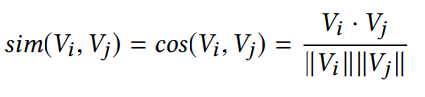 sim(V_i, V_j) = cos(V_i, V_j) = \frac{V_i \cdot V_j}{\|V_i\| \|V_j\|}